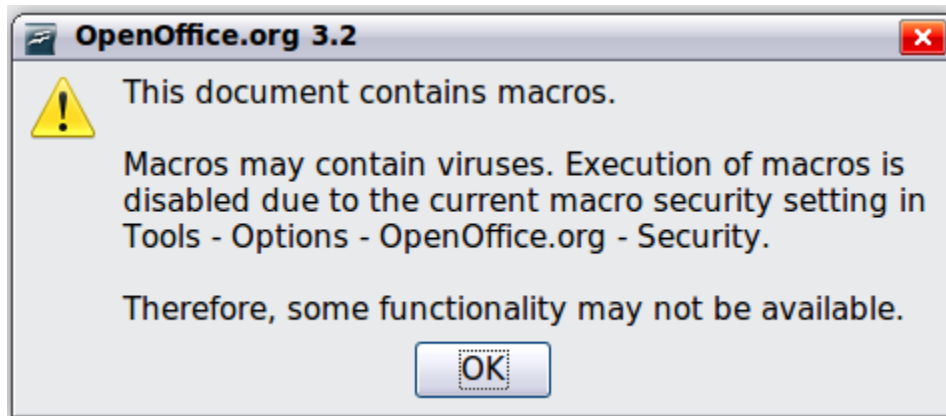 OpenOffice.org 3.2
This document contains macros.
Macros may contain viruses. Execution of macros is
disabled due to the current macro security setting in
Tools - Options - OpenOffice.org - Security.
Therefore, some functionality may not be available.
OK